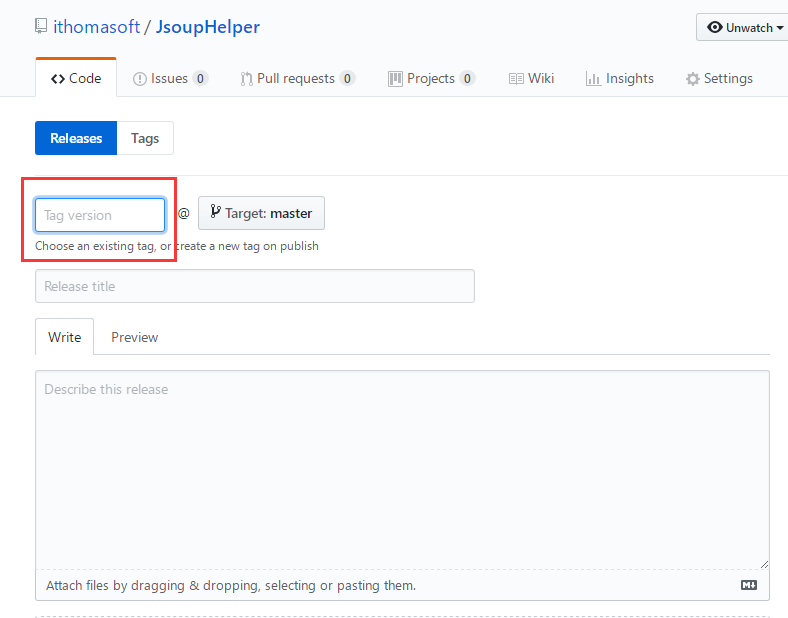 ithomasoft / JsoupHelper
Unwatch
Code Issues 0 Pull requests 0 Projects 0 Wiki Insights Settings
Releases Tags
Tag version @ Target: master
Choose an existing tag, or create a new tag on publish
Release title
Write Preview
Describe this release
Attach files by dragging & dropping, selecting or pasting them.
M